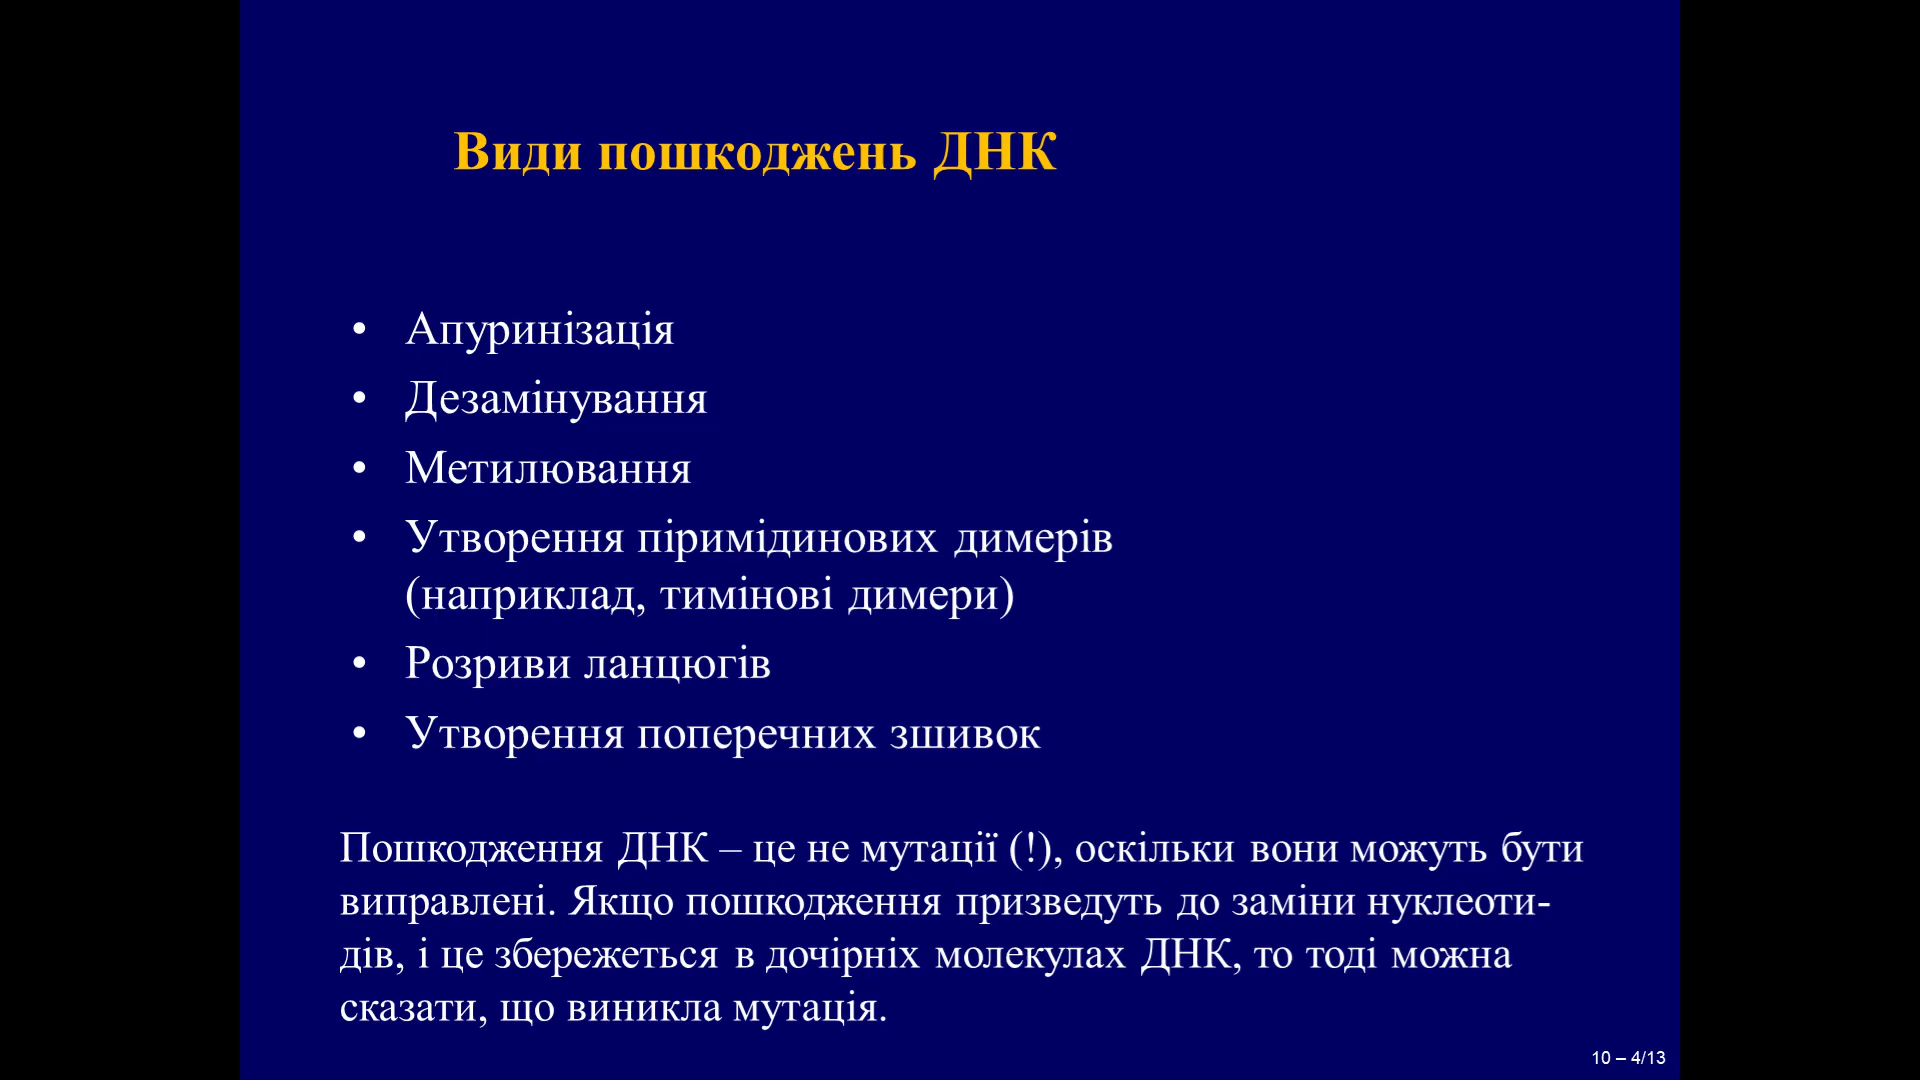 Види пошкоджень ДНК
• Апуринізація
• Дезамінування
• Метилювання
• Утворення піримідинових димерів
(наприклад, тимінові димери)
• Розриви ланцюгів
• Утворення поперечних зшивок
Пошкодження ДНК – це не мутації (!), оскільки вони можуть бути
виправлені. Якщо пошкодження призведуть до заміни нуклеоти-
дів, і це збережеться в дочірніх молекулах ДНК, то тоді можна
сказати, що виникла мутація.
10 – 4/13